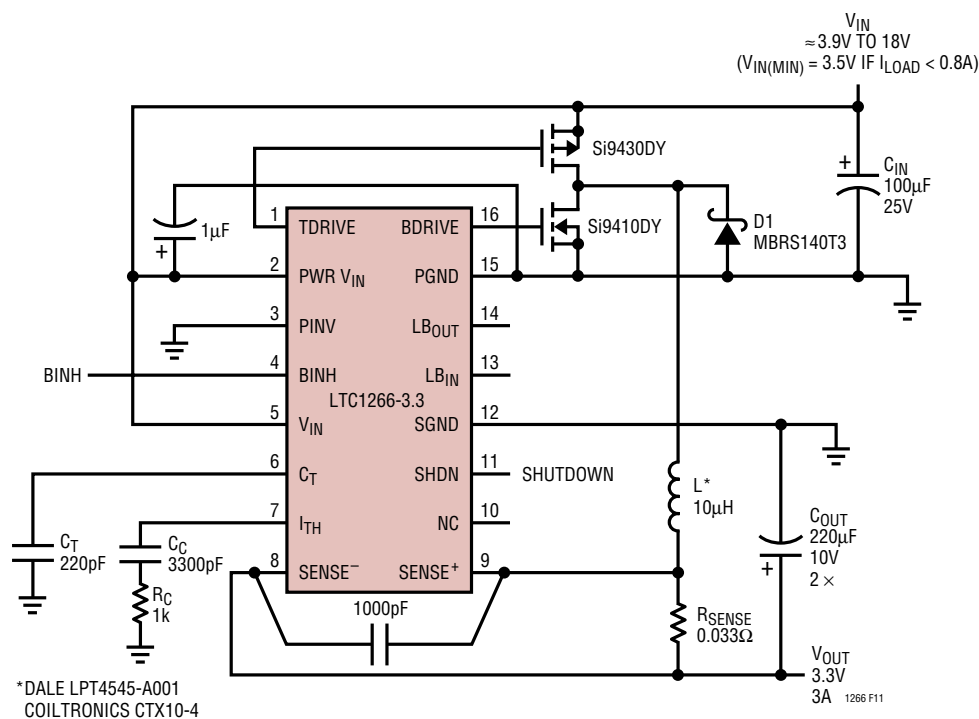 V_IN
≈3.9V TO 18V
(V_IN(MIN) = 3.5V IF I_LOAD < 0.8A)
Si9430DY
+
C_IN
100µF
25V
1µF
+
1
TDRIVE
BDRIVE
16
Si9410DY
D1
MBRS140T3
2
PWR V_IN
PGND
15
3
PINV
LB_OUT
14
BINH
4
BINH
LB_IN
13
LTC1266-3.3
5
V_IN
SGND
12
6
C_T
SHDN
11
SHUTDOWN
L*
10µH
7
I_TH
NC
10
C_T
220pF
C_C
3300pF
C_OUT
220µF
10V
2 ×
+
8
SENSE−
SENSE+
9
R_C
1k
1000pF
R_SENSE
0.033Ω
V_OUT
3.3V
3A
1266 F11
*DALE LPT4545-A001
COILTRONICS CTX10-4